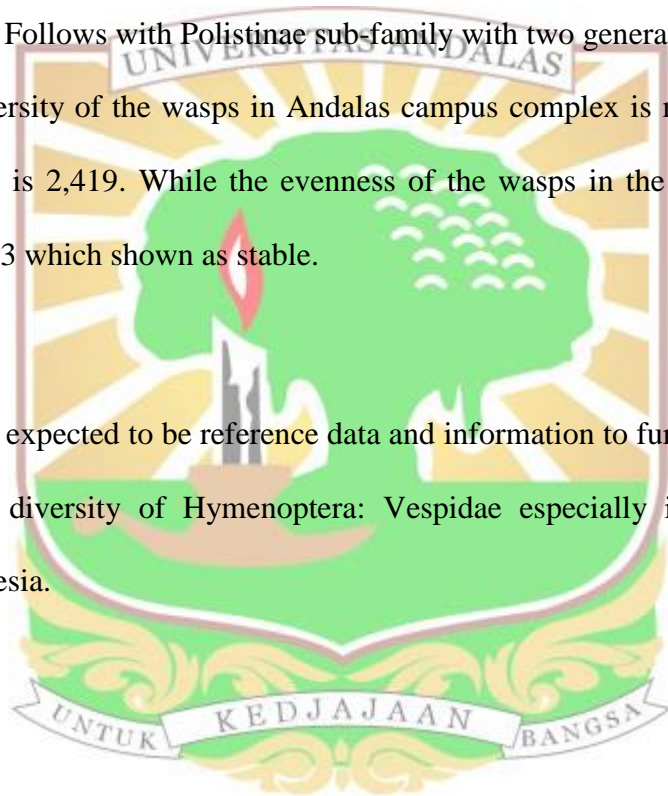 Follows with Polistinae sub-family with two genera
UNIVERSITAS ANDALAS
ersity of the wasps in Andalas campus complex is
is 2,419. While the evenness of the wasps in the
3 which shown as stable.
expected to be reference data and information to
diversity of Hymenoptera: Vespidae especially
esia.
UNTUK KEDJAJAAN BANGSA